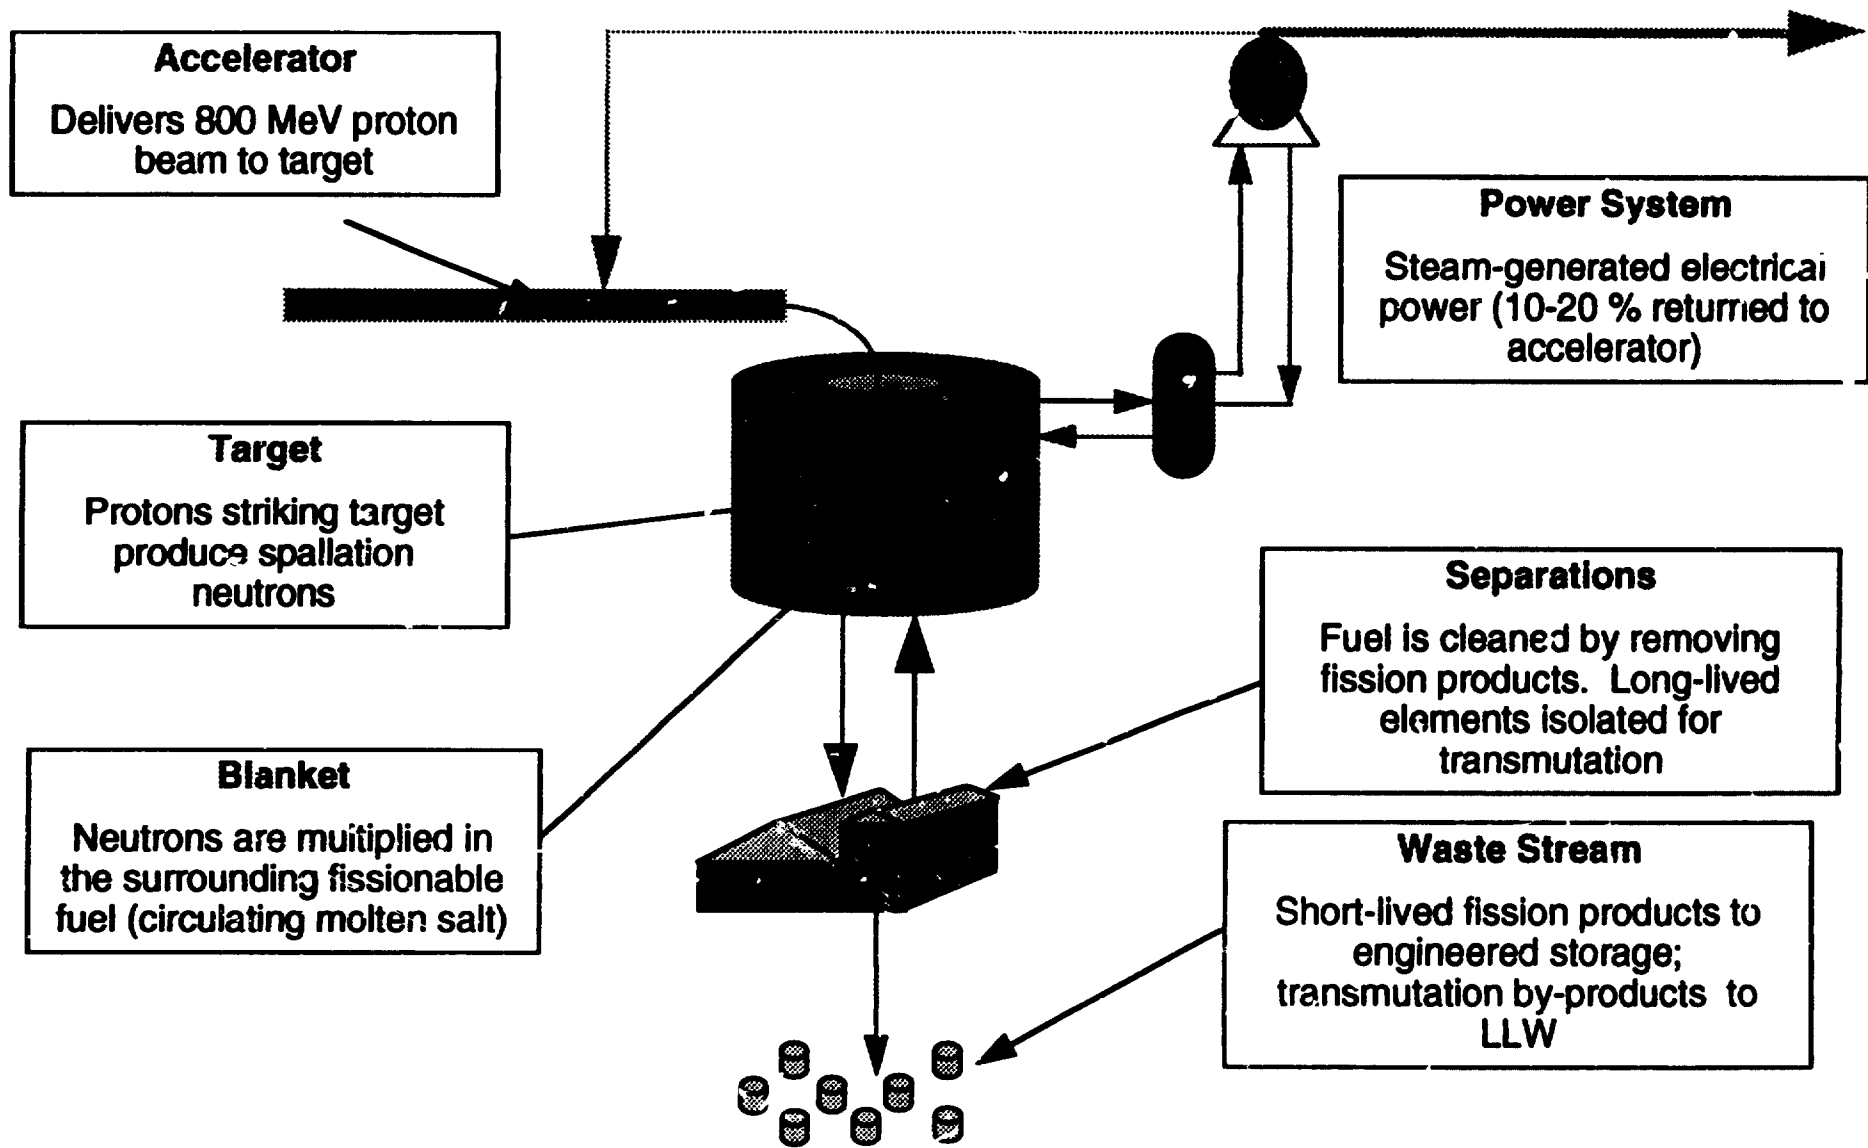 Accelerator
Delivers 800 MeV proton
beam to target
Power System
Steam-generated electrical
power (10-20 % returned to
accelerator)
Target
Protons striking target
produce spallation
neutrons
Separations
Fuel is cleaned by removing
fission products. Long-lived
elements isolated for
transmutation
Blanket
Neutrons are multiplied in
the surrounding fissionable
fuel (circulating molten salt)
Waste Stream
Short-lived fission products to
engineered storage;
transmutation by-products to
LLW